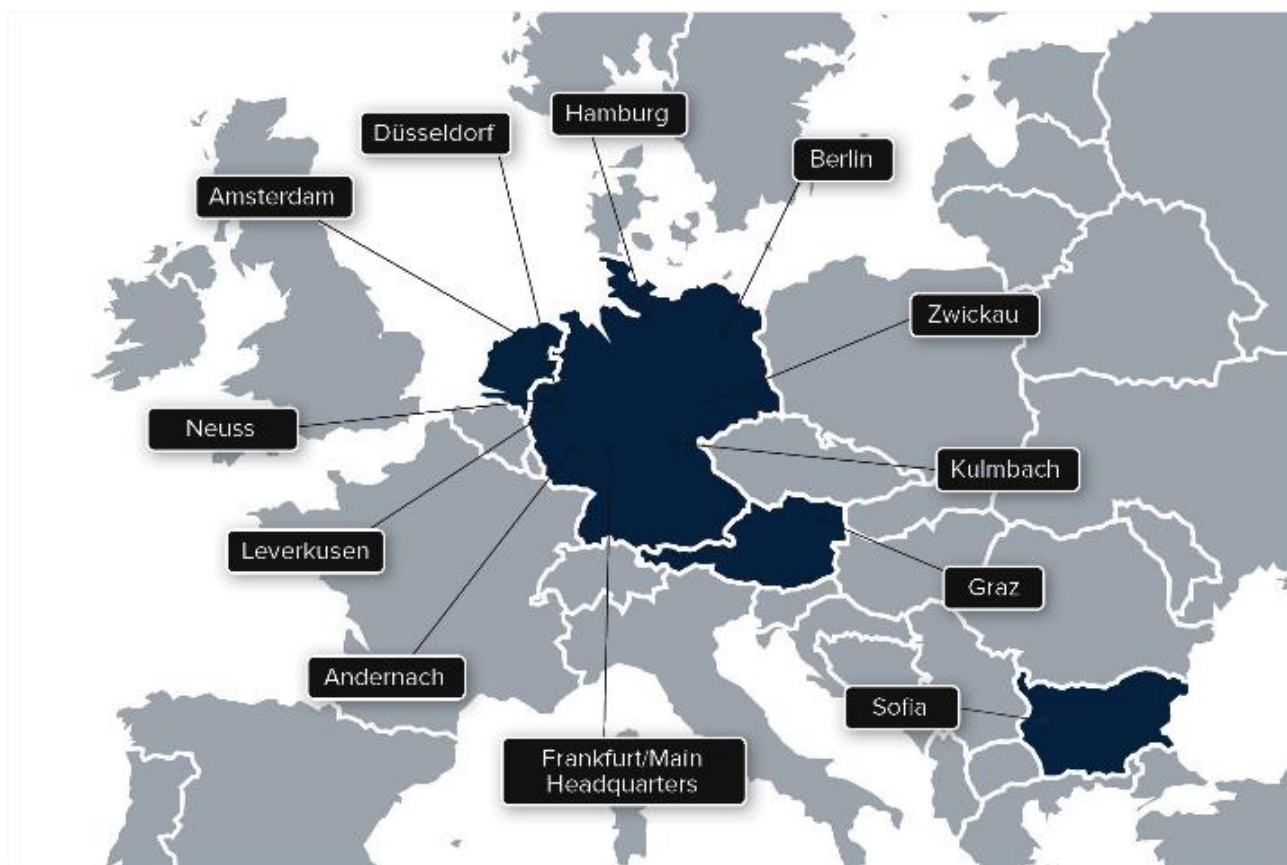 Hamburg
Düsseldorf
Berlin
Amsterdam
Zwickau
Neuss
Kulmbach
Leverkusen
Graz
Andernach
Sofia
Frankfurt/Main
Headquarters